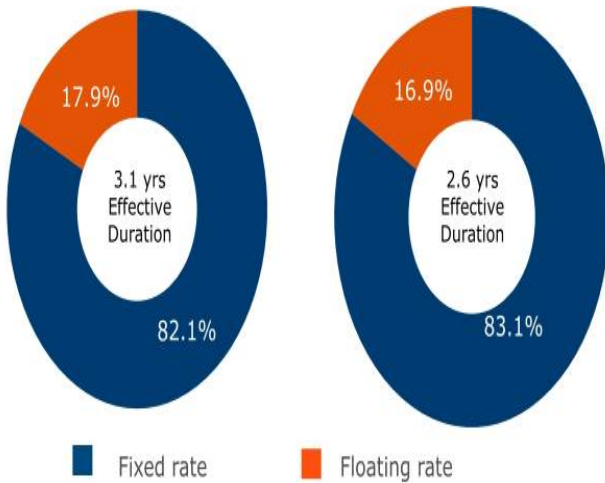 17.9%
3.1 yrs
Effective
Duration
82.1%
16.9%
2.6 yrs
Effective
Duration
83.1%
Fixed rate
Floating rate